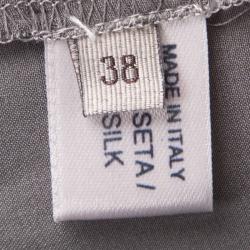 38
MADE IN ITALY
SETA /
SILK